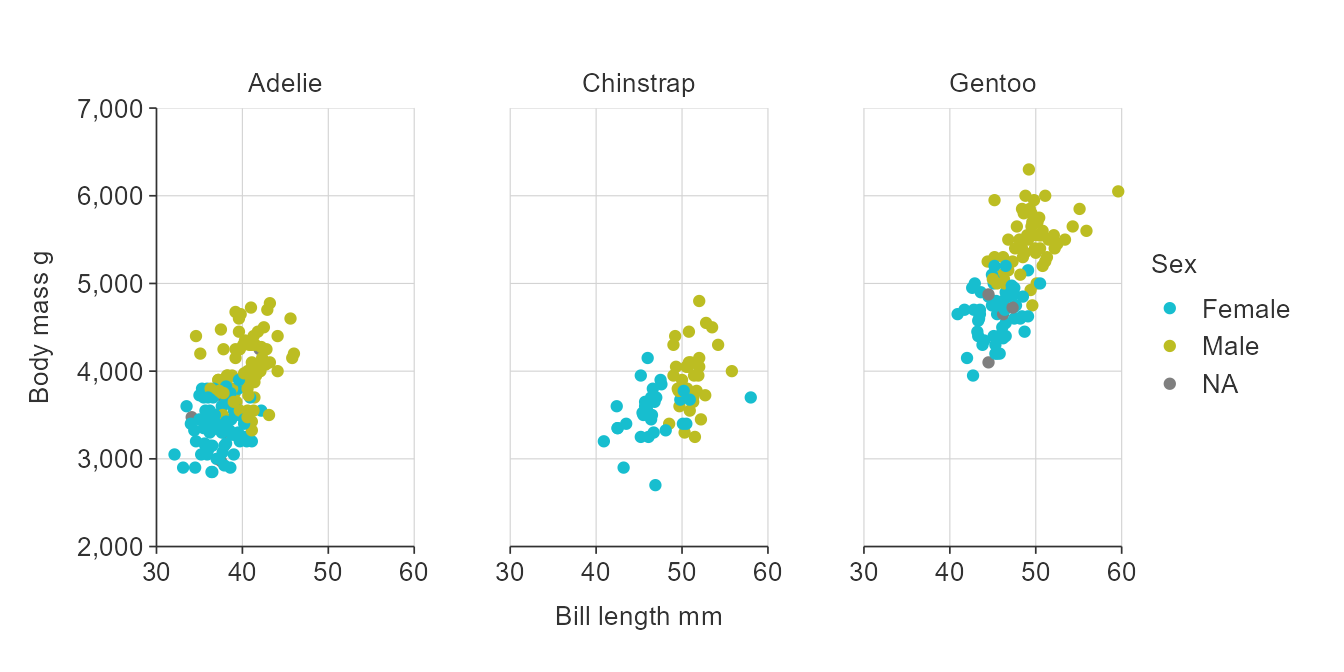 Adelie Chinstrap Gentoo
7,000
6,000
5,000
4,000
3,000
2,000
Body mass g
30 40 50 60 30 40 50 60 30 40 50 60
Bill length mm
Sex
Female
Male
NA